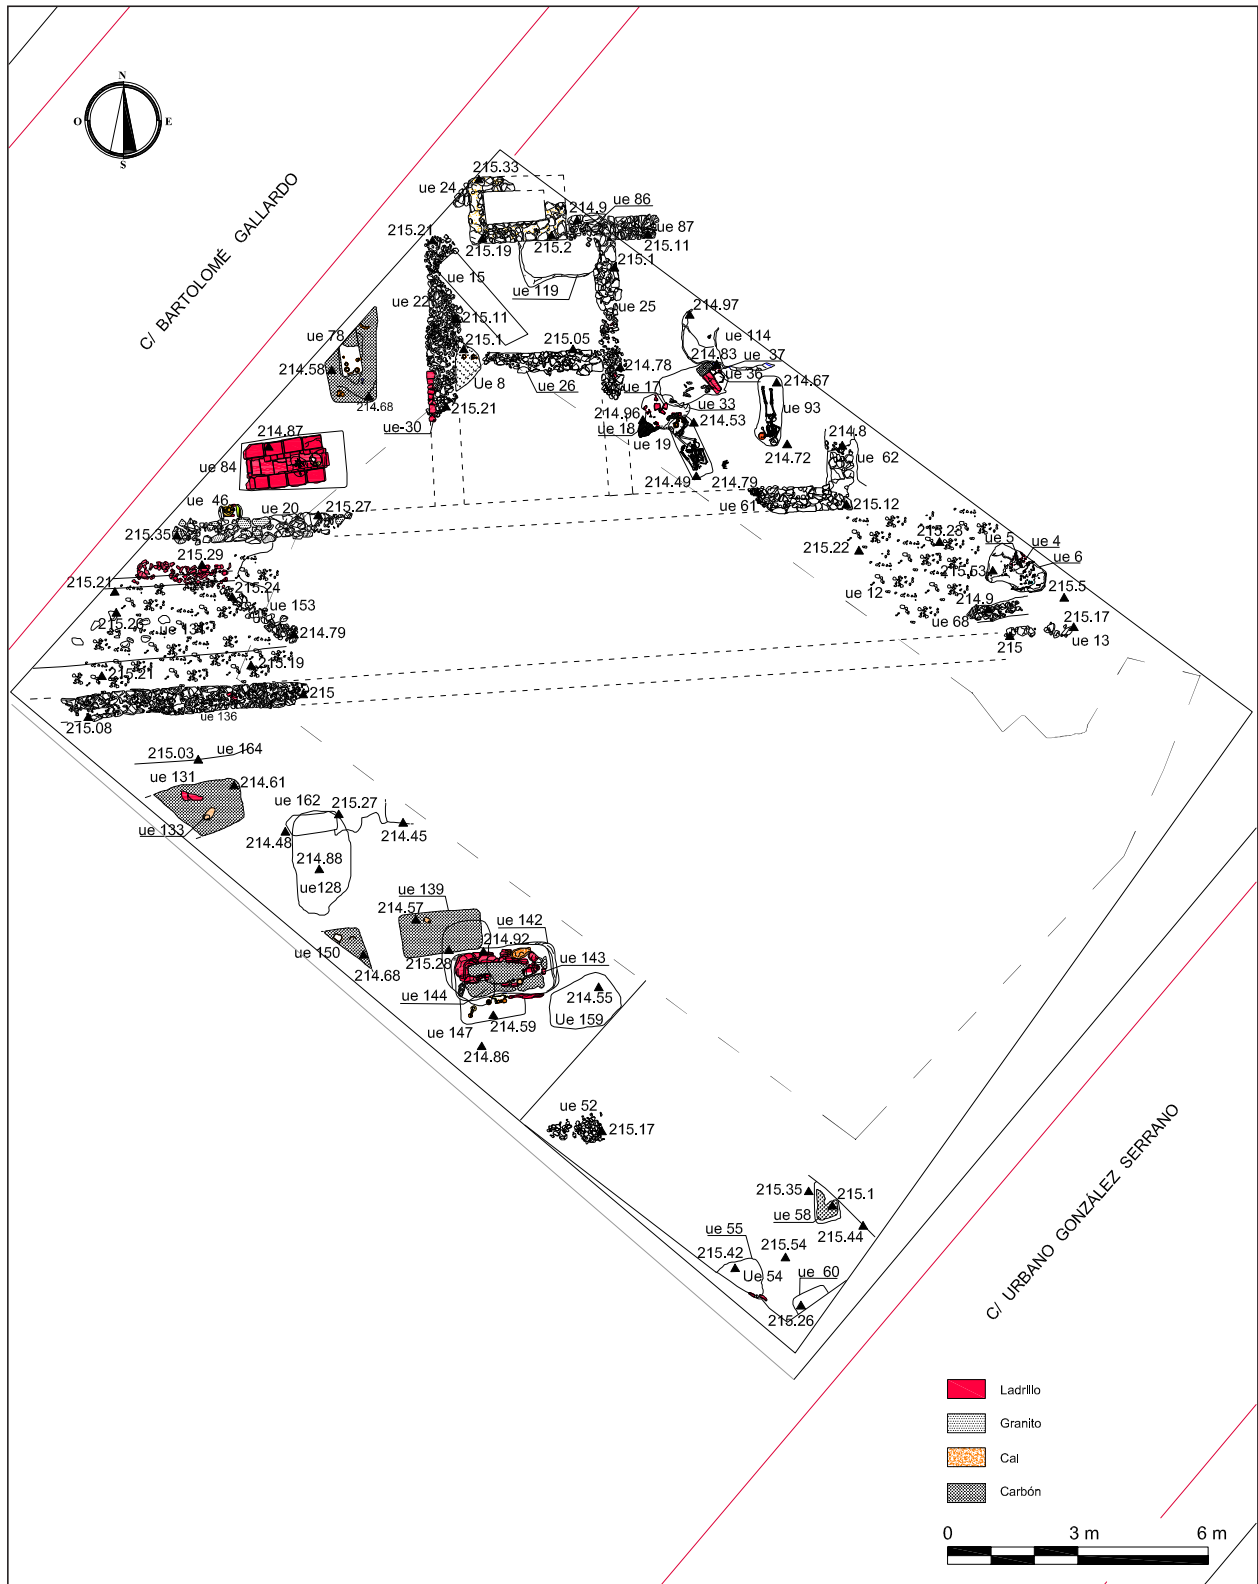 N
O
E
S
C/ BARTOLOMÉ GALLARDO
215.33
ue 24
214.9
ue 86
ue 87
215.21
215.19
215.2
215.11
215.1
ue 15
ue 119
ue 22
ue 25
215.11
214.97
ue 78
215.1
215.05
ue 114
214.83
ue 37
214.58
214.78
ue 36
Ue 8
ue 26
ue 17
214.67
214.68
215.21
ue 33
ue 93
ue-30
214.96
214.53
ue 18
214.87
ue 19
214.8
214.72
ue 62
ue 84
214.49
214.79
ue 46
ue 20
215.27
ue 61
215.12
215.35
215.28
ue 5
ue 4
215.22
ue 6
215.29
215.53
215.21
215.24
215.5
ue 12
214.9
ue 153
ue 68
215.17
214.79
215
ue 13
215.19
215.21
215
ue 136
215.08
215.03
ue 164
ue 131
214.61
ue 162
215.27
ue 133
214.48
214.45
214.88
ue128
ue 139
214.57
ue 142
214.92
ue 150
215.28
ue 143
214.68
ue 144
214.55
214.59
Ue 159
ue 147
214.86
ue 52
215.17
215.35
215.1
ue 58
215.44
ue 55
215.42
215.54
Ue 54
ue 60
215.26
C/ URBANO GONZÁLEZ SERRANO
Ladrillo
Granito
Cal
Carbón
0
3 m
6 m